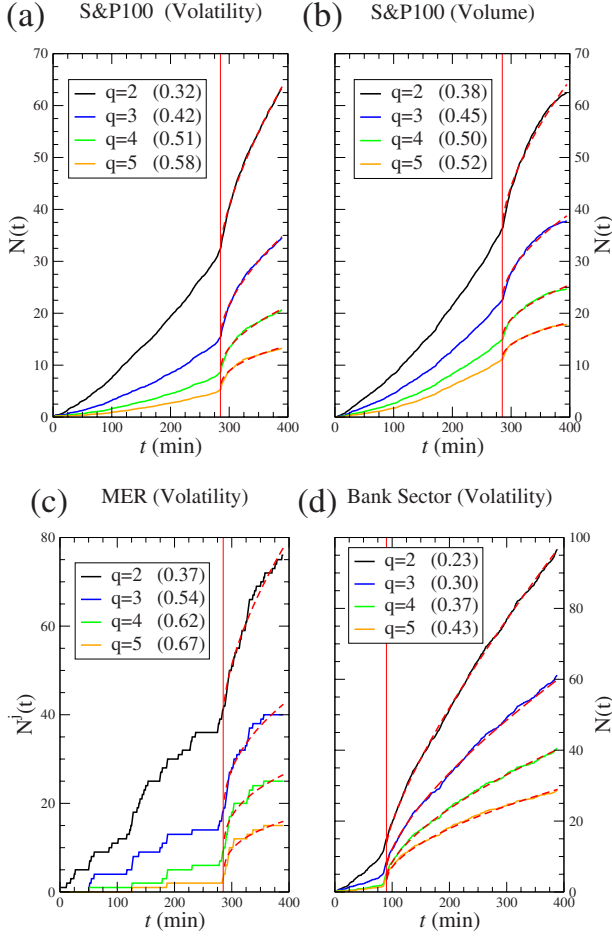 (a) S&P100 (Volatility)
70
60
50
40
30
20
10
0
N(t)
q=2 (0.32)
q=3 (0.42)
q=4 (0.51)
q=5 (0.58)
0 100 200 300 400
t (min)
(b) S&P100 (Volume)
q=2 (0.38)
q=3 (0.45)
q=4 (0.50)
q=5 (0.52)
70
60
50
40
30
20
10
0
N(t)
0 100 200 300 400
t (min)
(c) MER (Volatility)
80
60
40
20
0
N^j(t)
q=2 (0.37)
q=3 (0.54)
q=4 (0.62)
q=5 (0.67)
0 100 200 300 400
t (min)
(d) Bank Sector (Volatility)
q=2 (0.23)
q=3 (0.30)
q=4 (0.37)
q=5 (0.43)
100
80
60
40
20
0
N(t)
0 100 200 300 400
t (min)